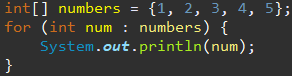 int[] numbers = {1, 2, 3, 4, 5};
for (int num : numbers) {
    System.out.println(num);
}